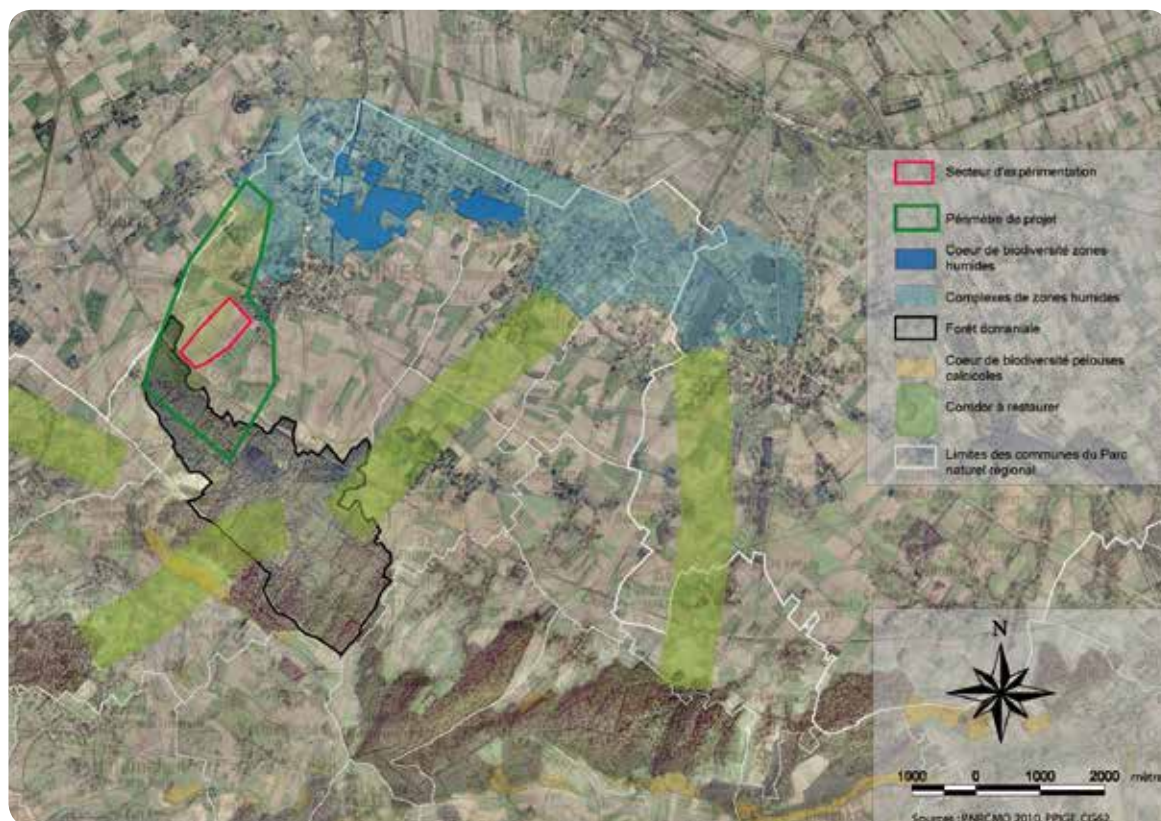 GUINES
Secteur d'expérimentation
Périmètre de projet
Coeur de biodiversité zones
humides
Complexes de zones humides
Forêt domaniale
Coeur de biodiversité pelouses
calcicoles
Corridor à restaurer
Limites des communes du Parc
naturel régional
N
1000 0 1000 2000 mètre
Sources : PNRCMO 2010, PPIGE, CG62